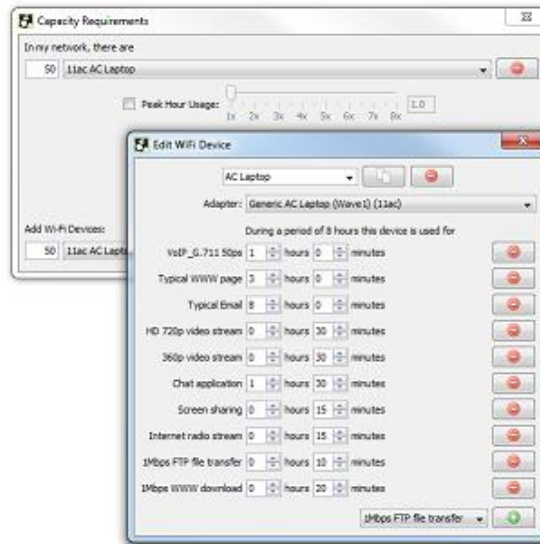 Capacity Requirements
In my network, there are
50 11ac AC Laptop
Peak Hour Usage: 1.0
1x 2x 3x 4x 5x 6x 7x 8x
Edit WiFi Device
AC Laptop
Adapter: Generic AC Laptop (Wave1) (11ac)
During a period of 8 hours this device is used for
Add Wi-Fi Devices:
50 11ac AC Lapto
VoIP_G.711 50pps 1 hours 0 minutes
Typical WWW page 3 hours 0 minutes
Typical Email 8 hours 0 minutes
HD 720p video stream 0 hours 30 minutes
360p video stream 0 hours 30 minutes
Chat application 1 hours 30 minutes
Screen sharing 0 hours 15 minutes
Internet radio stream 0 hours 15 minutes
1Mbps FTP file transfer 0 hours 10 minutes
1Mbps WWW download 0 hours 20 minutes
1Mbps FTP file transfer